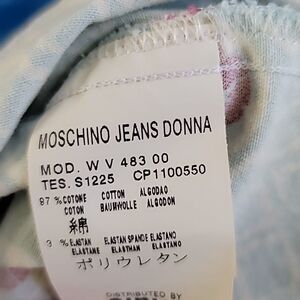 MOSCHINO JEANS DONNA
MOD. W V 483 00
TES. S1225 CP1100550
97 % COTONE COTTON ALGODAO
COTON BAUMWOLLE ALGODON
綿
3 % ELASTAN ELASTAN SPANDE ELASTANO
ELASTANE ELASTHAN ELASTANO
ポリウレタン
DISTRIBUTED BY